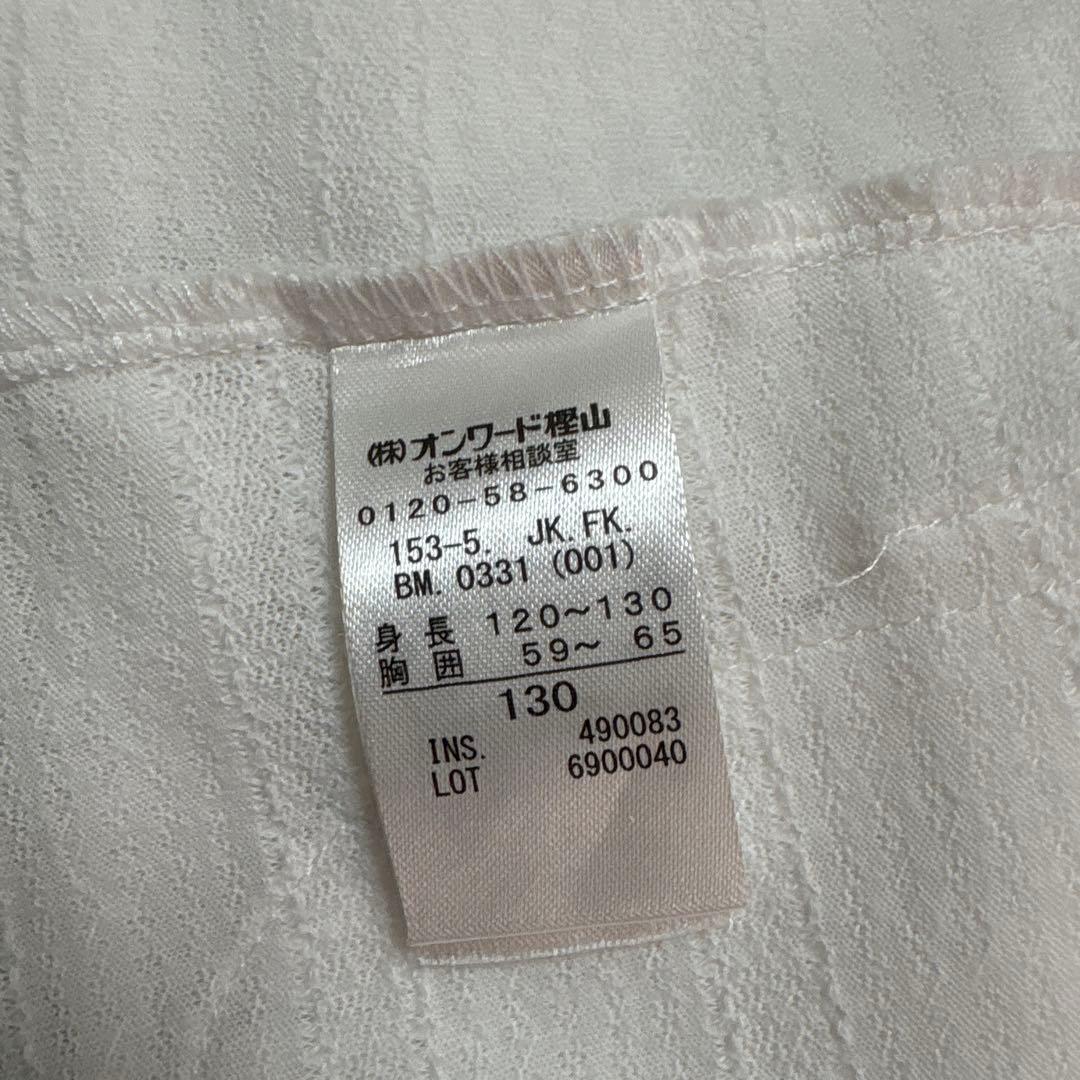 (株)オンワード樫山
お客様相談室
0120-58-6300
153-5. JK.FK.
BM. 0331 (001)
身長 120～130
胸囲 59～ 65
130
INS. 490083
LOT 6900040